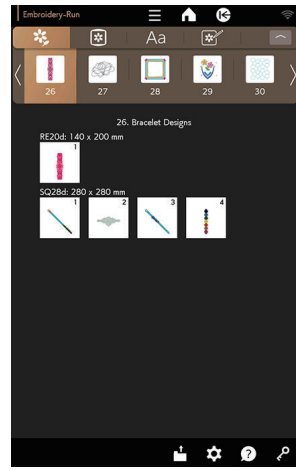 Embroidery-Run
Aa
26 27 28 29 30
26. Bracelet Designs
RE20d: 140 x 200 mm
1
SQ28d: 280 x 280 mm
1 2 3 4
?